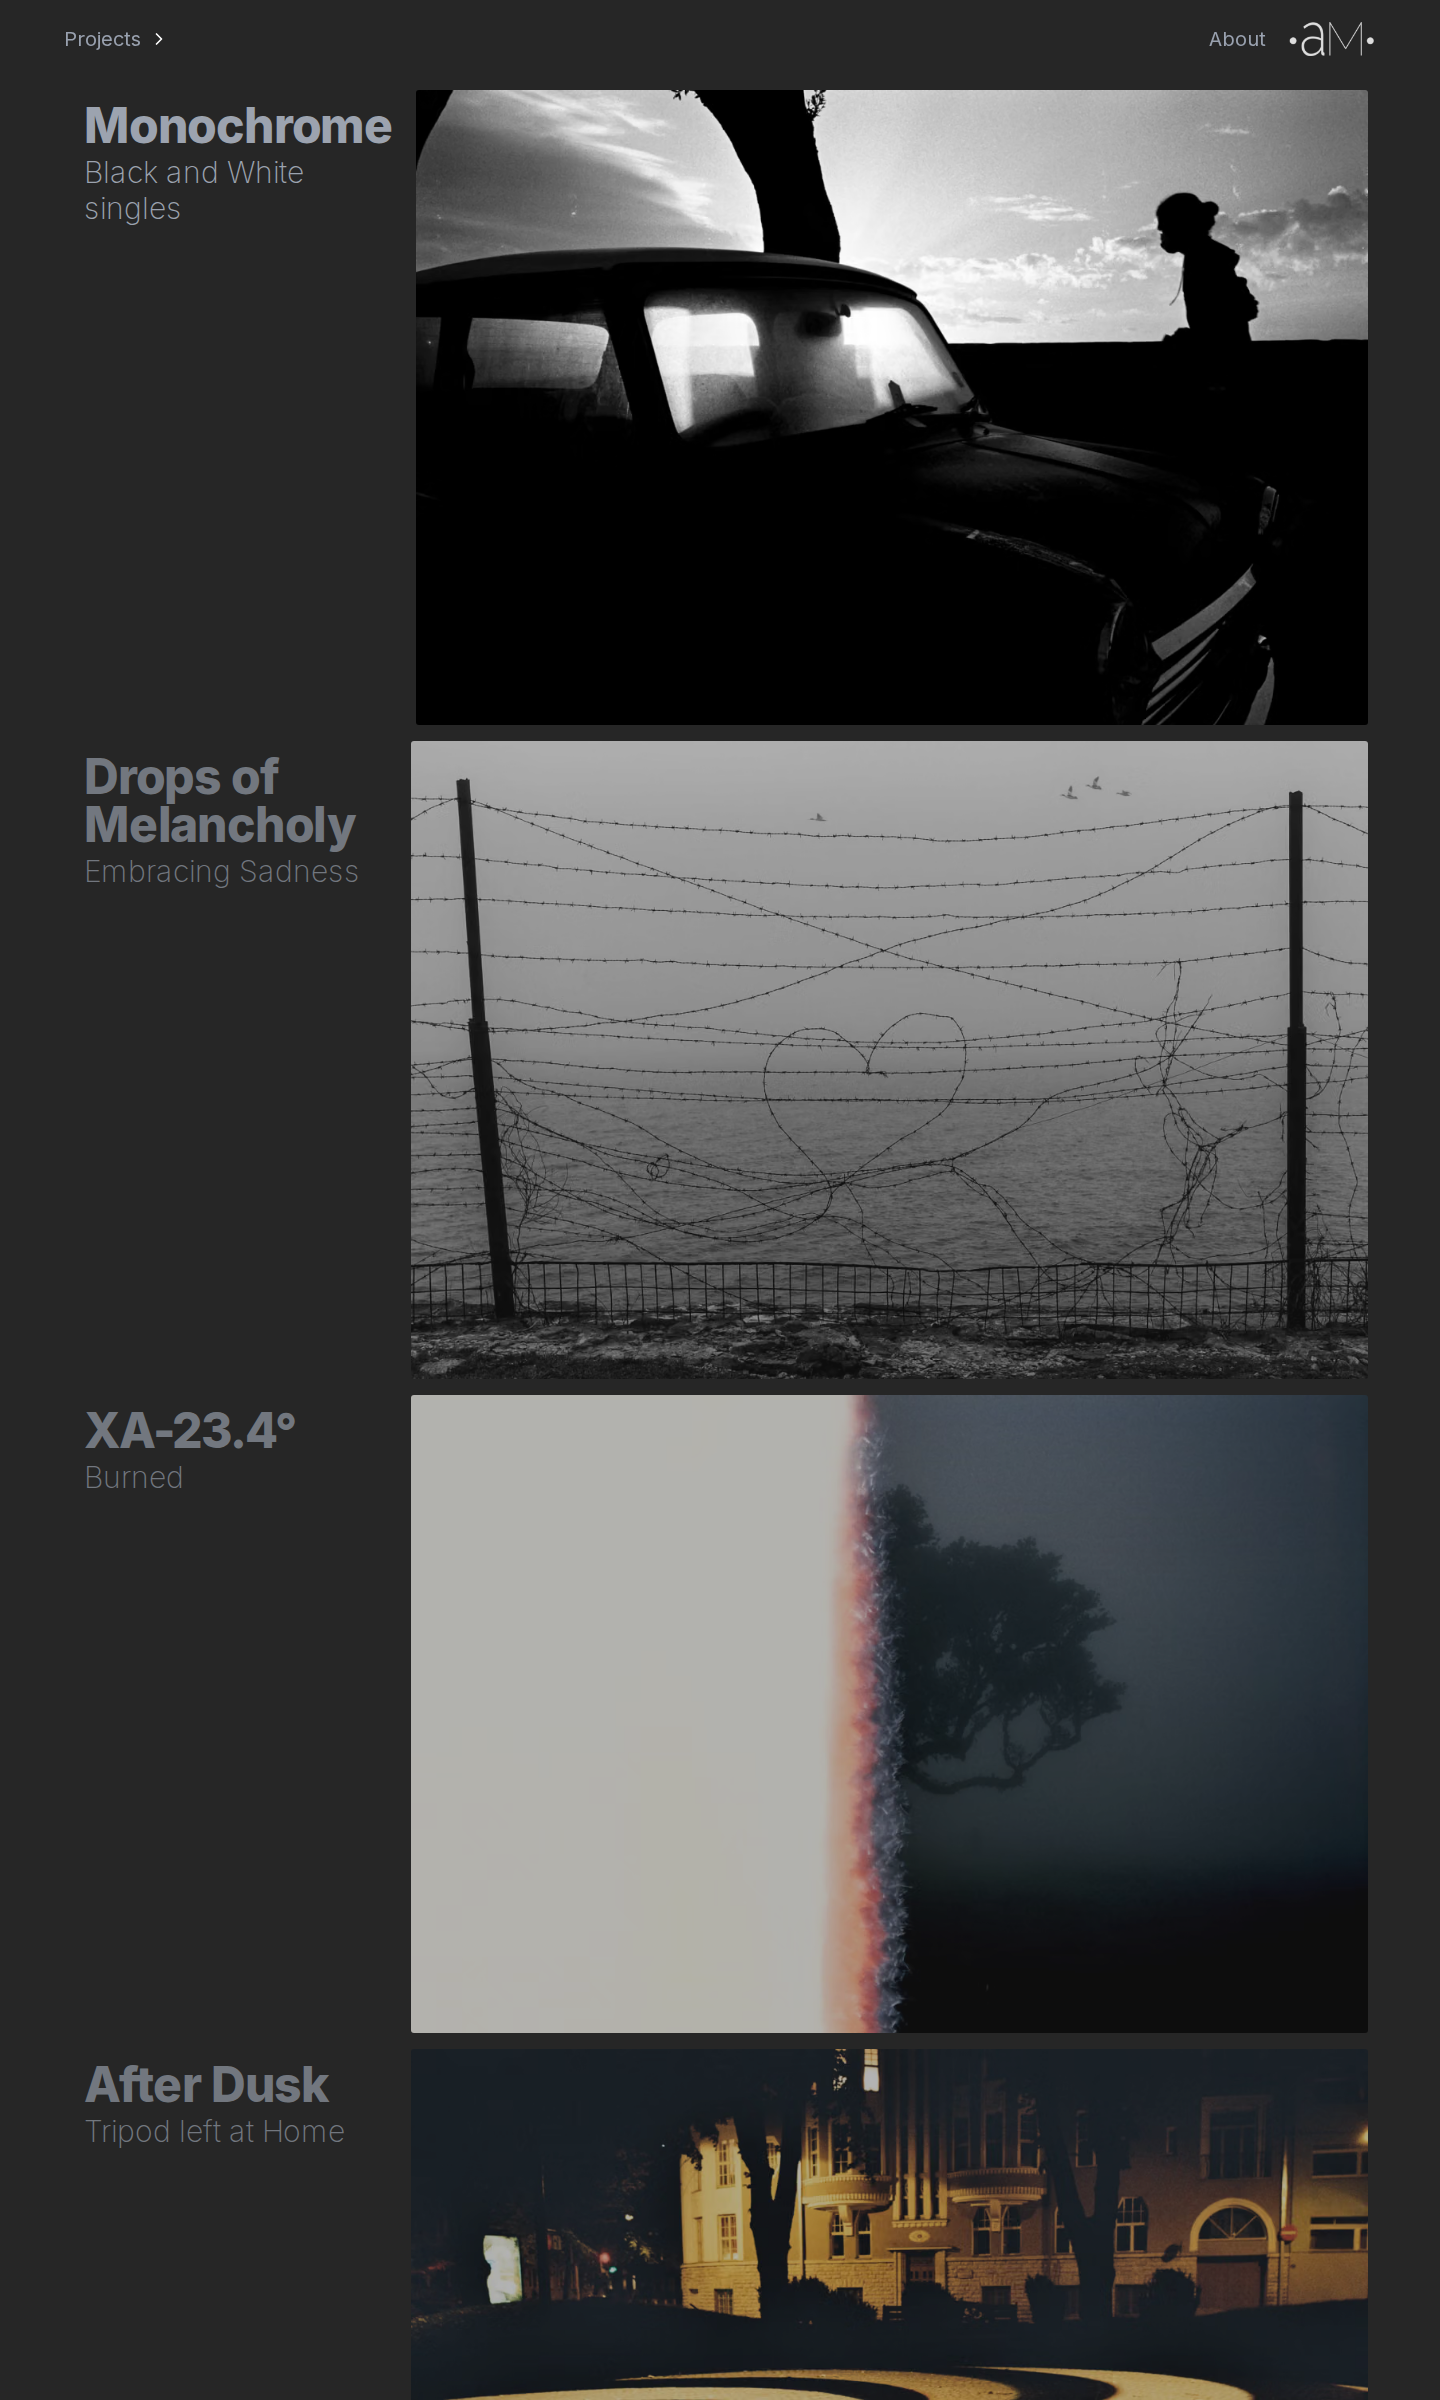 Projects
About
•aM•
Monochrome
Black and White
singles
Drops of
Melancholy
Embracing Sadness
XA-23.4°
Burned
After Dusk
Tripod left at Home